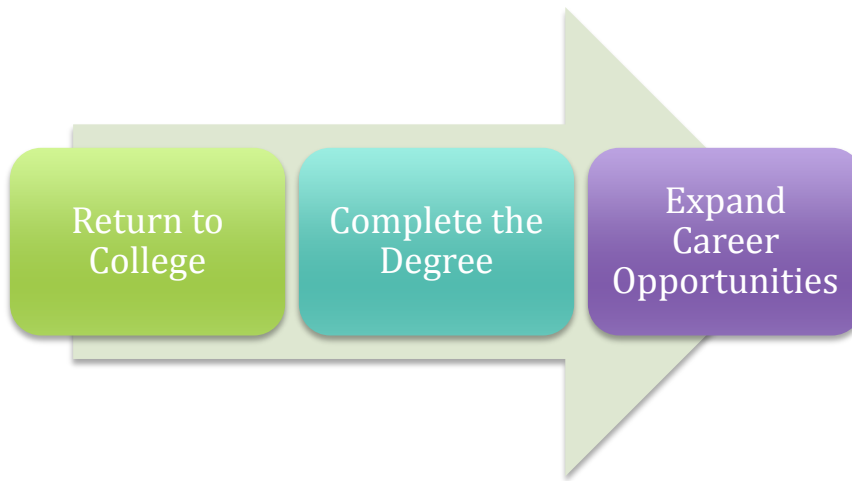 Return to
College
Complete the
Degree
Expand
Career
Opportunities